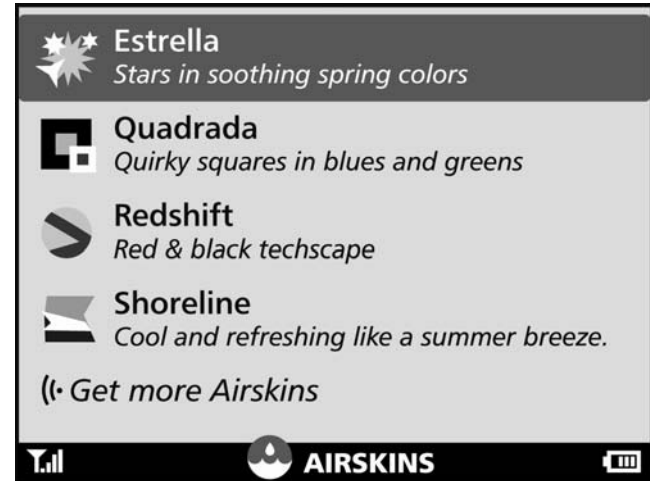 Estrella
Stars in soothing spring colors
Quadrada
Quirky squares in blues and greens
Redshift
Red & black techscape
Shoreline
Cool and refreshing like a summer breeze.
Get more Airskins
AIRSKINS